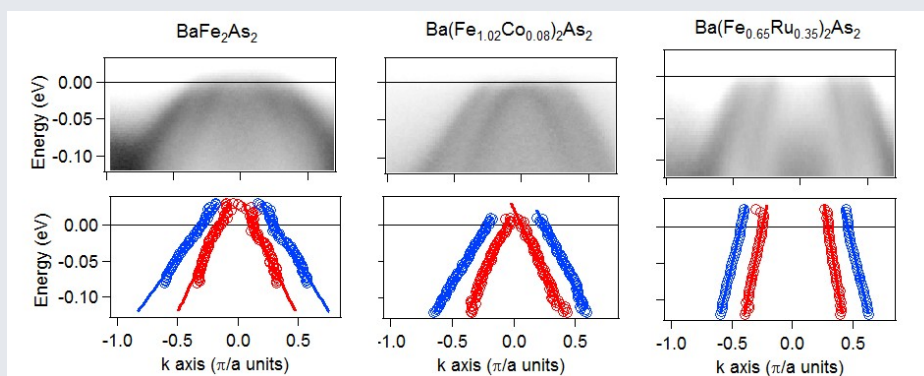 BaFe₂As₂
Ba(Fe₁.₀₂Co₀.₀₈)₂As₂
Ba(Fe₀.₆₅Ru₀.₃₅)₂As₂
Energy (eV)
0.00
-0.05
-0.10
Energy (eV)
0.00
-0.05
-0.10
-1.0 -0.5 0.0 0.5
-1.0 -0.5 0.0 0.5
-1.0 -0.5 0.0 0.5
k axis (π/a units)
k axis (π/a units)
k axis (π/a units)